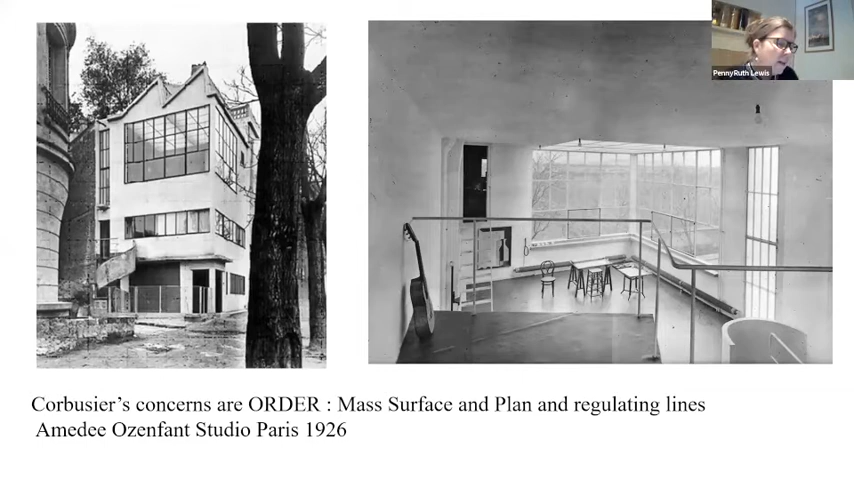 PennyRuth Lewis
Corbusier's concerns are ORDER : Mass Surface and Plan and regulating lines
Amedee Ozenfant Studio Paris 1926